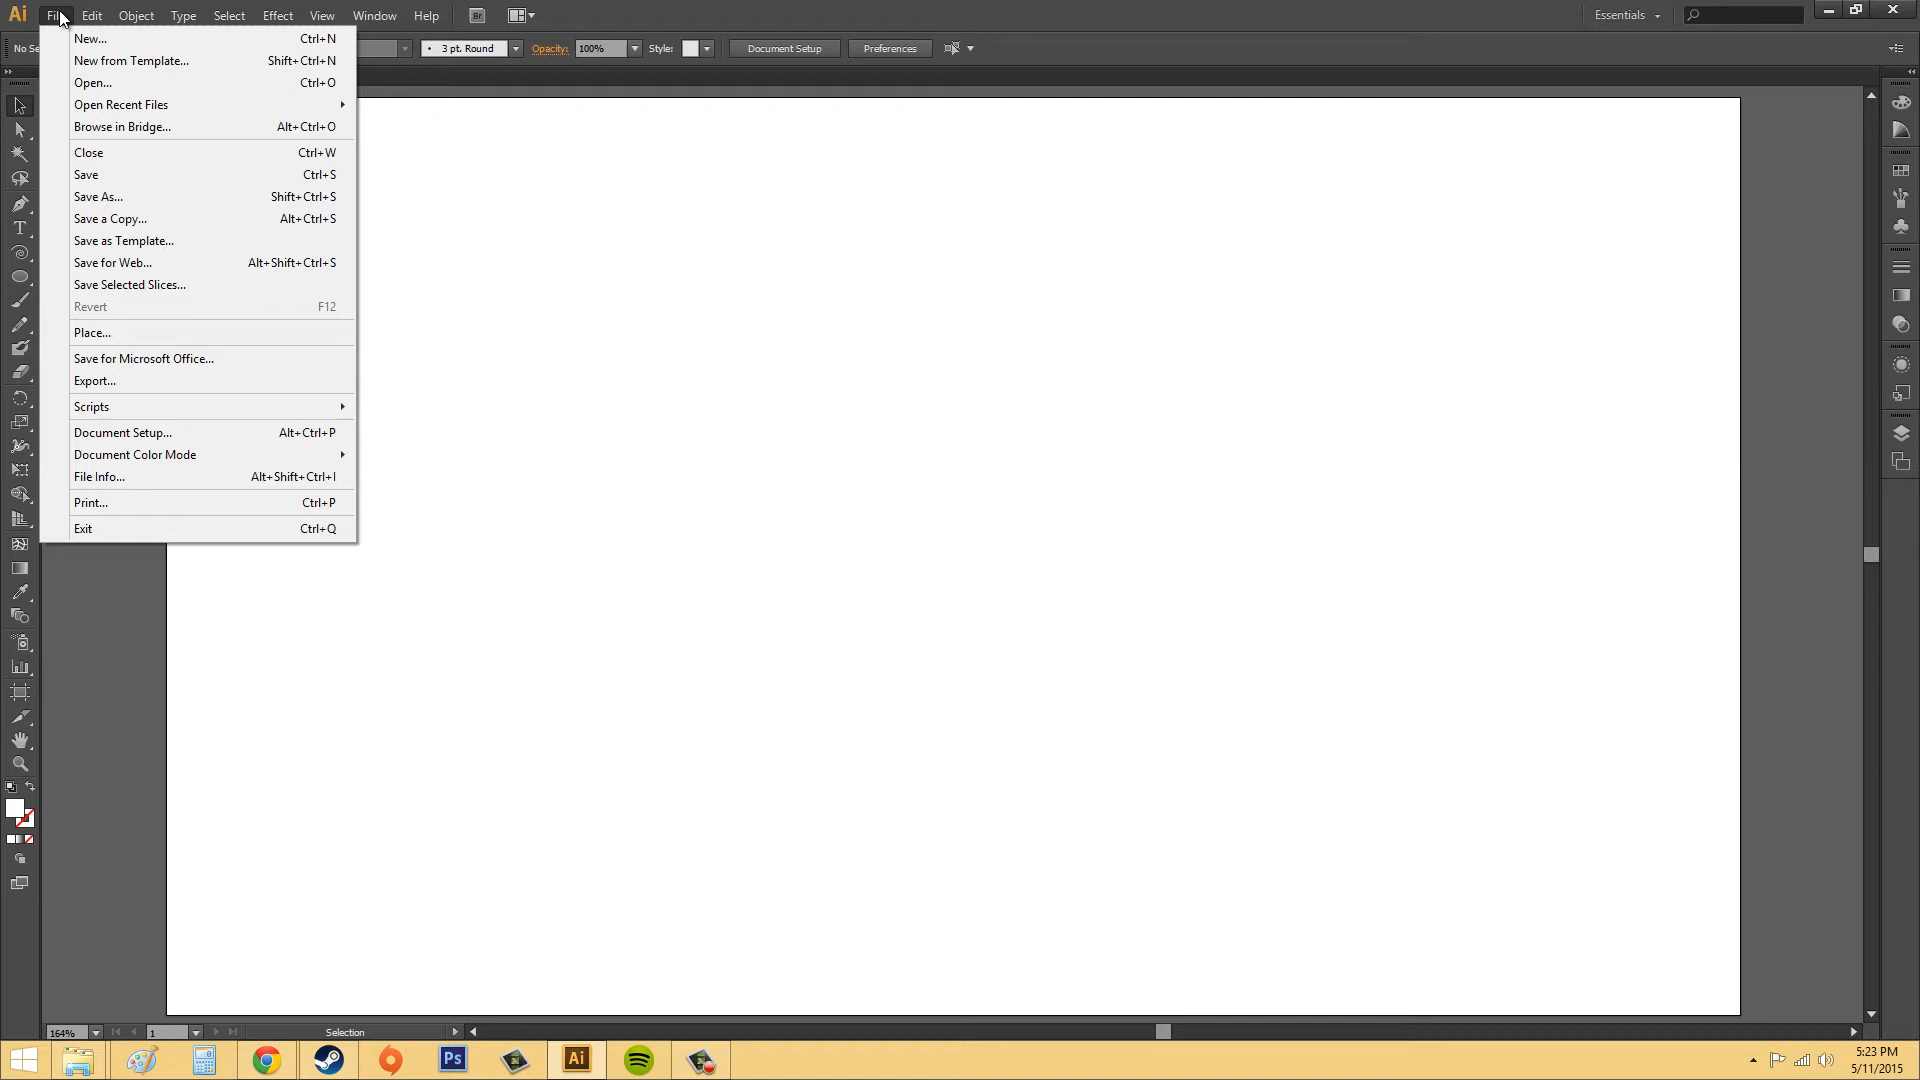 Ai File Edit Object Type Select Effect View Window Help Br Essentials
3 pt. Round Opacity: 100% Style: Document Setup Preferences
New... Ctrl+N
New from Template... Shift+Ctrl+N
Open... Ctrl+O
Open Recent Files
Browse in Bridge... Alt+Ctrl+O
Close Ctrl+W
Save Ctrl+S
Save As... Shift+Ctrl+S
Save a Copy... Alt+Ctrl+S
Save as Template...
Save for Web... Alt+Shift+Ctrl+S
Save Selected Slices...
Revert F12
Place...
Save for Microsoft Office...
Export...
Scripts
Document Setup... Alt+Ctrl+P
Document Color Mode
File Info... Alt+Shift+Ctrl+I
Print... Ctrl+P
Exit Ctrl+Q
164% 1 Selection
Ps Ai 5:23 PM
5/11/2015